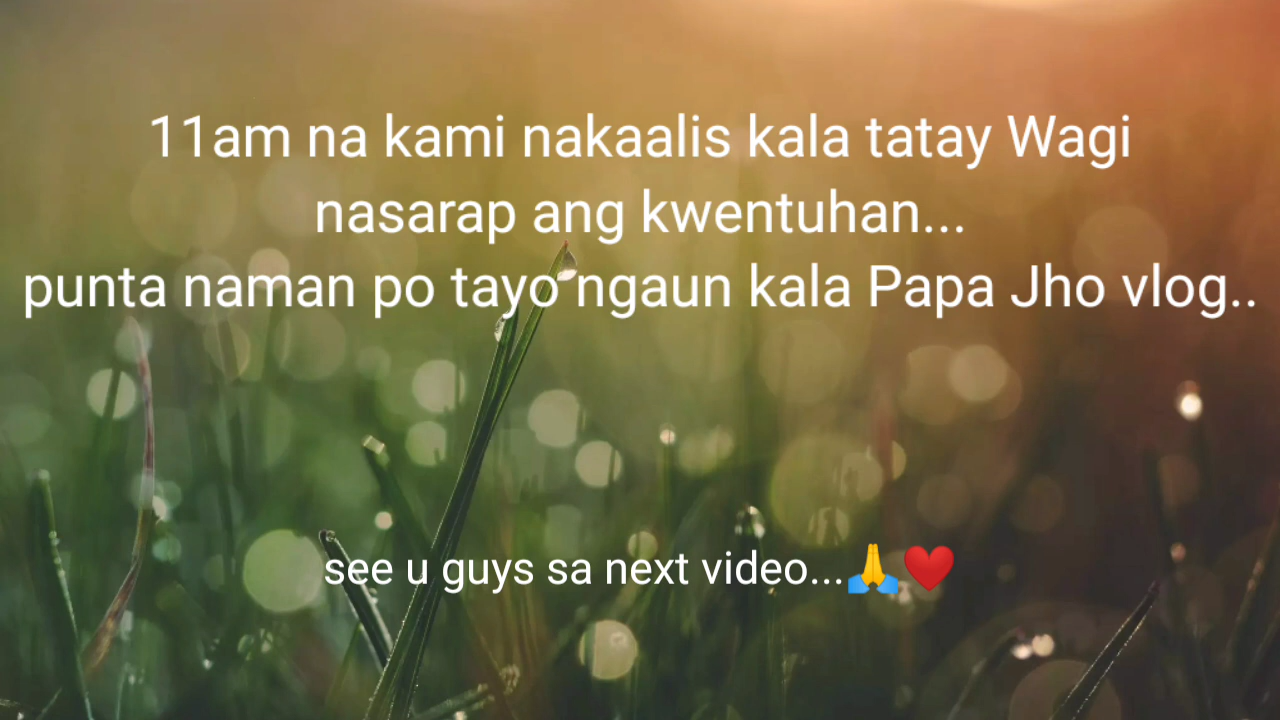 11am na kami nakaalis kala tatay Wagi
nasarap ang kwentuhan...
punta naman po tayo ngaun kala Papa Jho vlog..
see u guys sa next video...🙏❤️